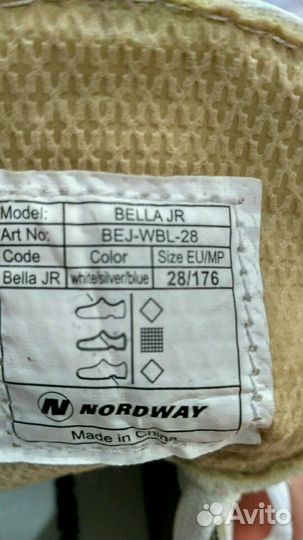 Model: BELLA JR
Art No: BEJ-WBL-28
Code Color Size EU/MP
Bella JR white/silver/blue 28/176
N NORDWAY
Made in China
Avito